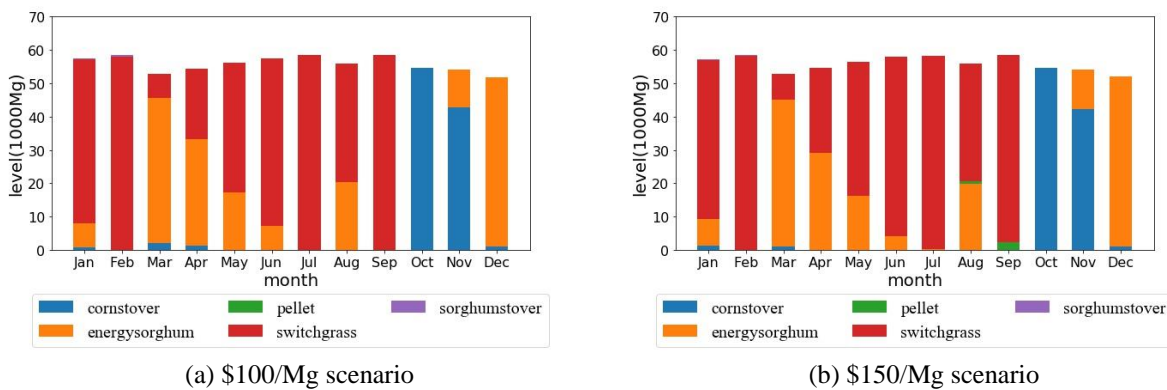 70
60
50
40
30
20
10
0
level(1000Mg)
Jan Feb Mar Apr May Jun Jul Aug Sep Oct Nov Dec
month
cornstover pellet sorghumstover
energysorghum switchgrass
(a) $100/Mg scenario
70
60
50
40
30
20
10
0
level(1000Mg)
Jan Feb Mar Apr May Jun Jul Aug Sep Oct Nov Dec
month
cornstover pellet sorghumstover
energysorghum switchgrass
(b) $150/Mg scenario